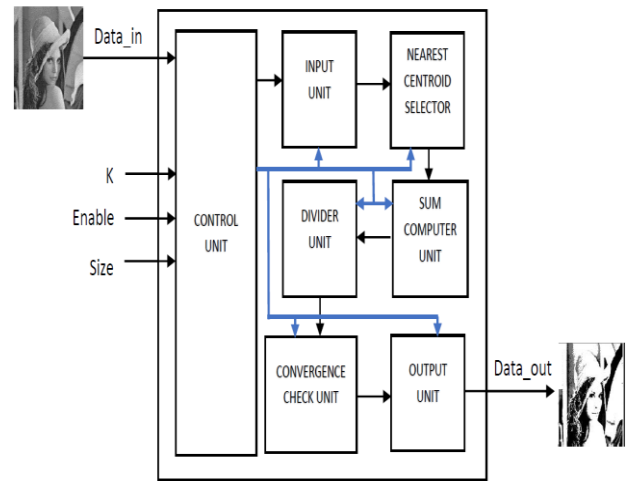 Data_in
K
Enable
Size
CONTROL
UNIT
INPUT
UNIT
NEAREST
CENTROID
SELECTOR
DIVIDER
UNIT
SUM
COMPUTER
UNIT
CONVERGENCE
CHECK UNIT
OUTPUT
UNIT
Data_out